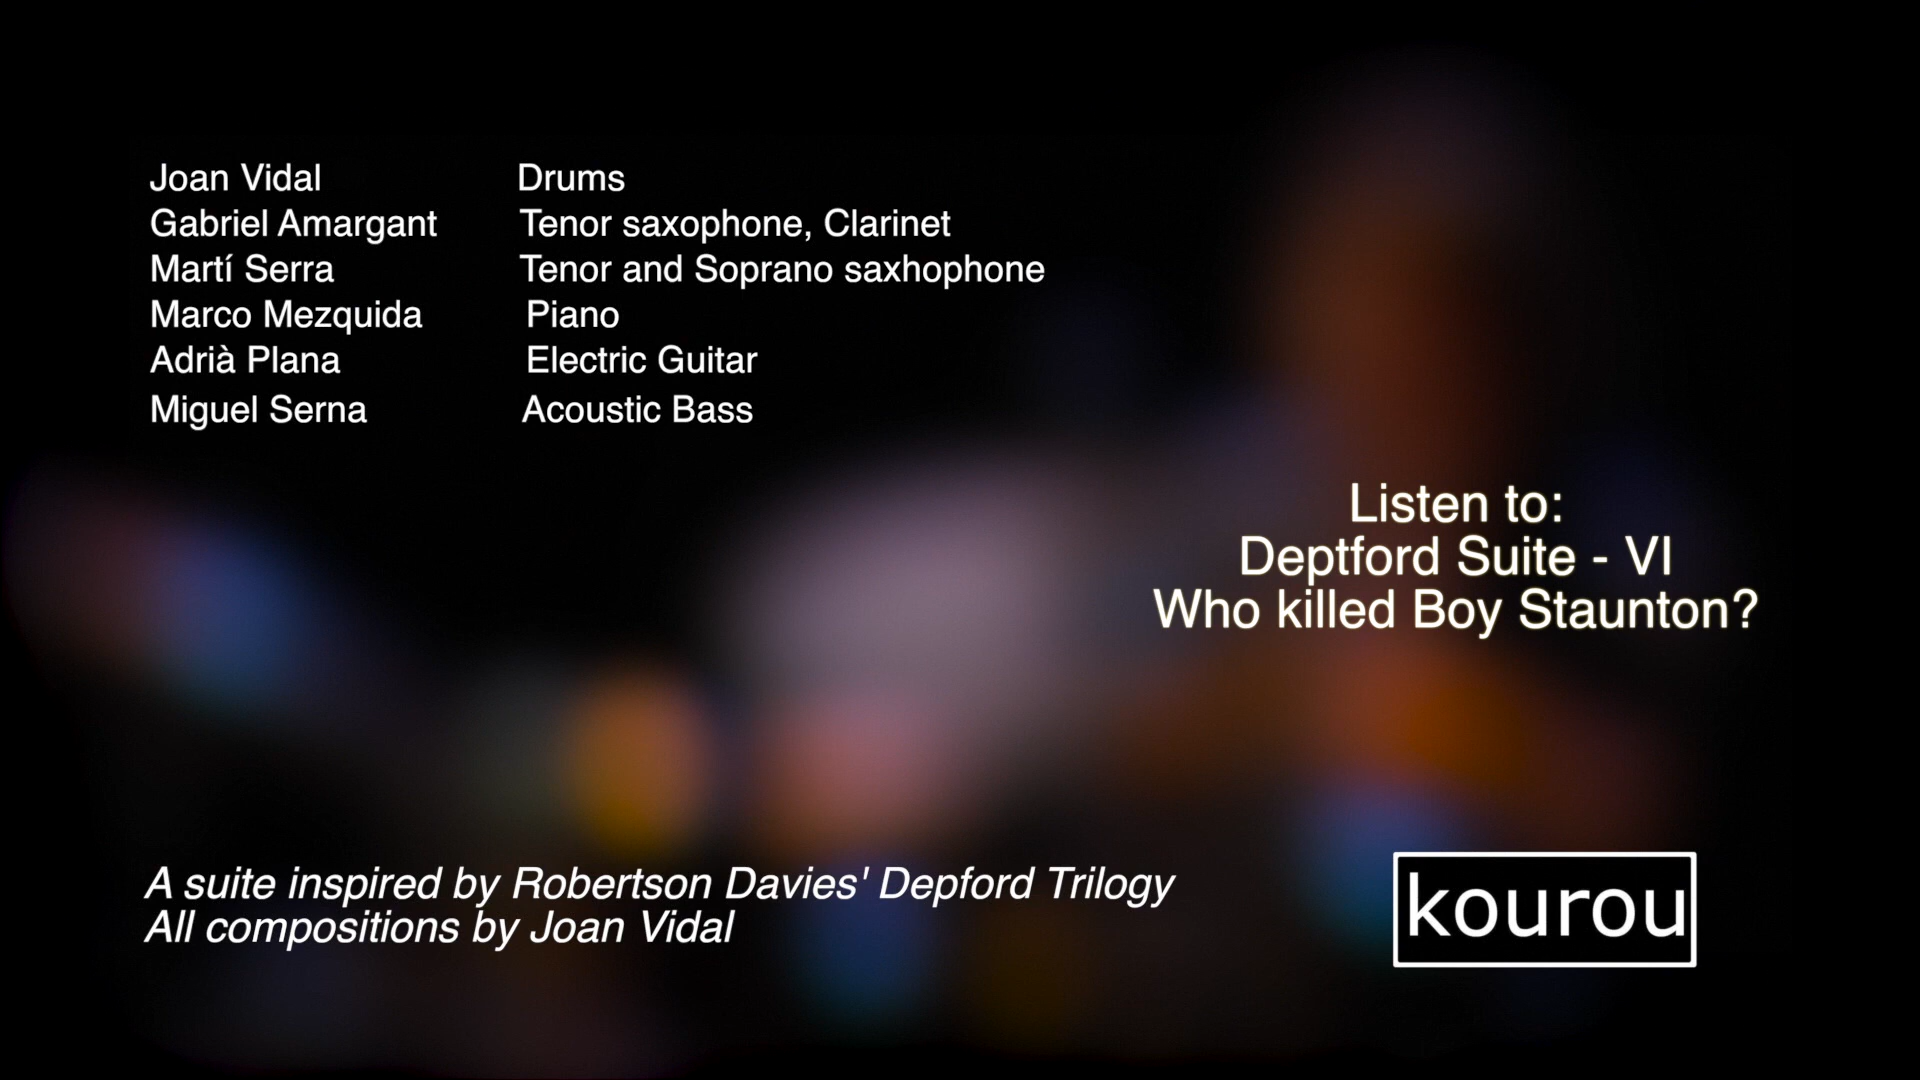 Joan Vidal Drums
Gabriel Amargant Tenor saxophone, Clarinet
Martí Serra Tenor and Soprano saxhophone
Marco Mezquida Piano
Adrià Plana Electric Guitar
Miguel Serna Acoustic Bass
Listen to:
Deptford Suite - VI
Who killed Boy Staunton?
A suite inspired by Robertson Davies' Depford Trilogy
All compositions by Joan Vidal
kourou